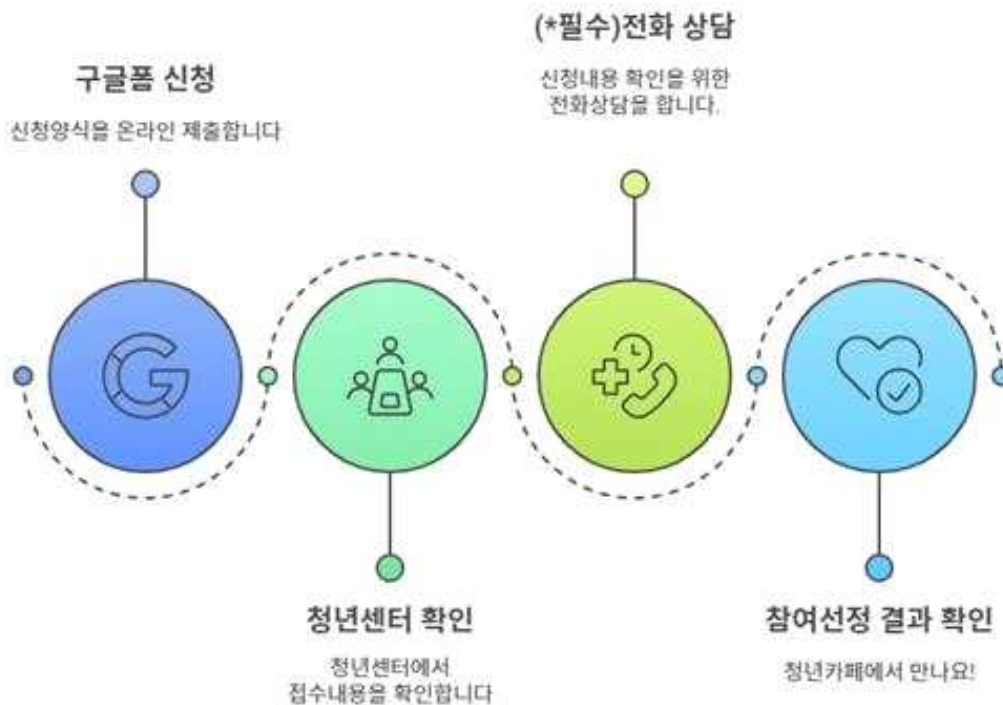 구글폼 신청
신청양식을 온라인 제출합니다
청년센터 확인
청년센터에서
접수내용을 확인합니다
(*필수)전화 상담
신청내용 확인을 위한
전화상담을 합니다.
참여선정 결과 확인
청년카페에서 만나요!